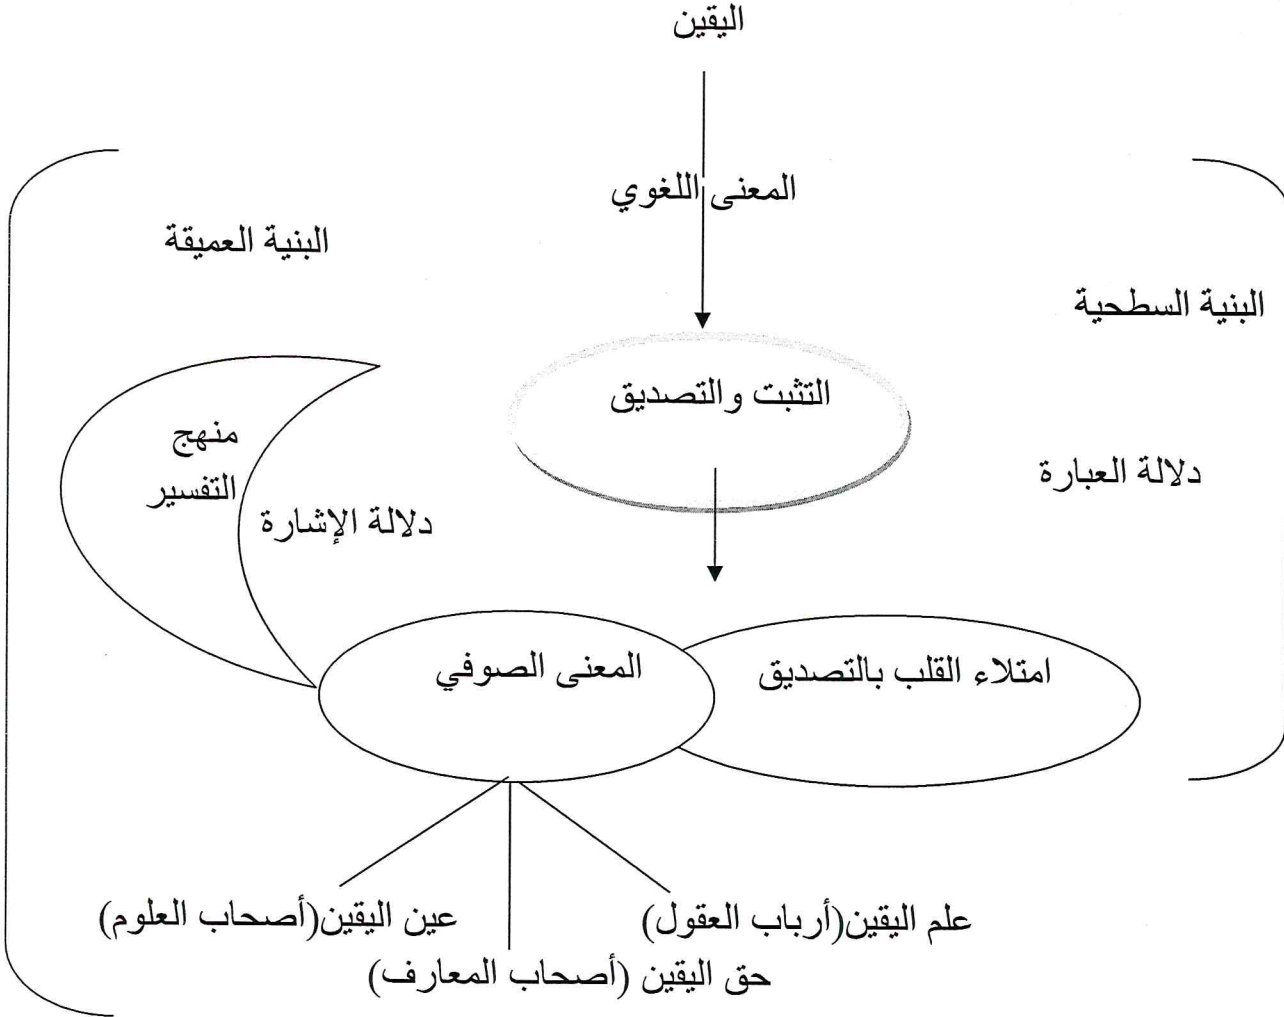 اليقين
المعنى اللغوي
البنية العميقة
البنية السطحية
التثبت والتصديق
منهج
التفسير
دلالة العبارة
دلالة الإشارة
امتلاء القلب بالتصديق
المعنى الصوفي
علم اليقين(أرباب العقول)
عين اليقين(أصحاب العلوم)
حق اليقين (أصحاب المعارف)